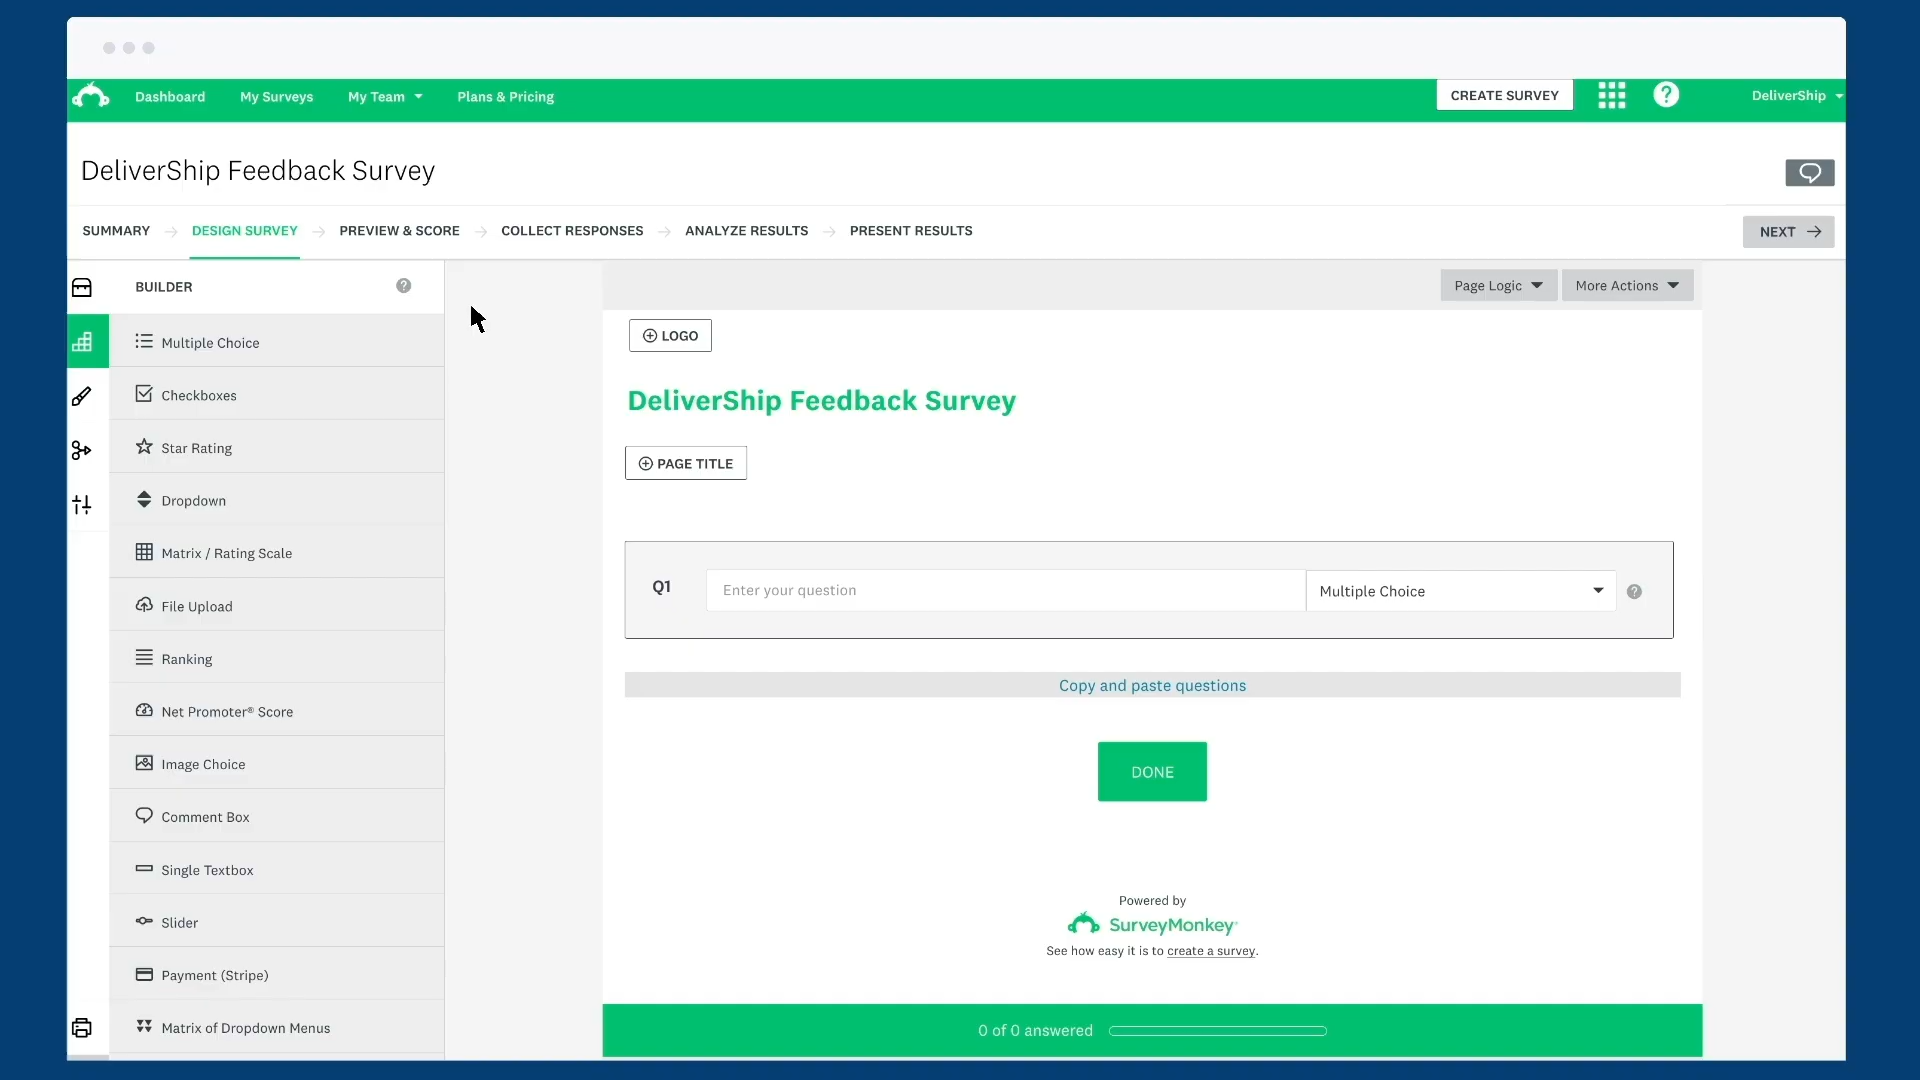 Dashboard
My Surveys
My Team
Plans & Pricing
CREATE SURVEY
?
DeliverShip
DeliverShip Feedback Survey
SUMMARY
DESIGN SURVEY
PREVIEW & SCORE
COLLECT RESPONSES
ANALYZE RESULTS
PRESENT RESULTS
NEXT
BUILDER
?
Multiple Choice
Checkboxes
Star Rating
Dropdown
Matrix / Rating Scale
File Upload
Ranking
Net Promoter® Score
Image Choice
Comment Box
Single Textbox
Slider
Payment (Stripe)
Matrix of Dropdown Menus
Page Logic
More Actions
LOGO
DeliverShip Feedback Survey
PAGE TITLE
Q1
Enter your question
Multiple Choice
?
Copy and paste questions
DONE
Powered by
SurveyMonkey
See how easy it is to create a survey.
0 of 0 answered